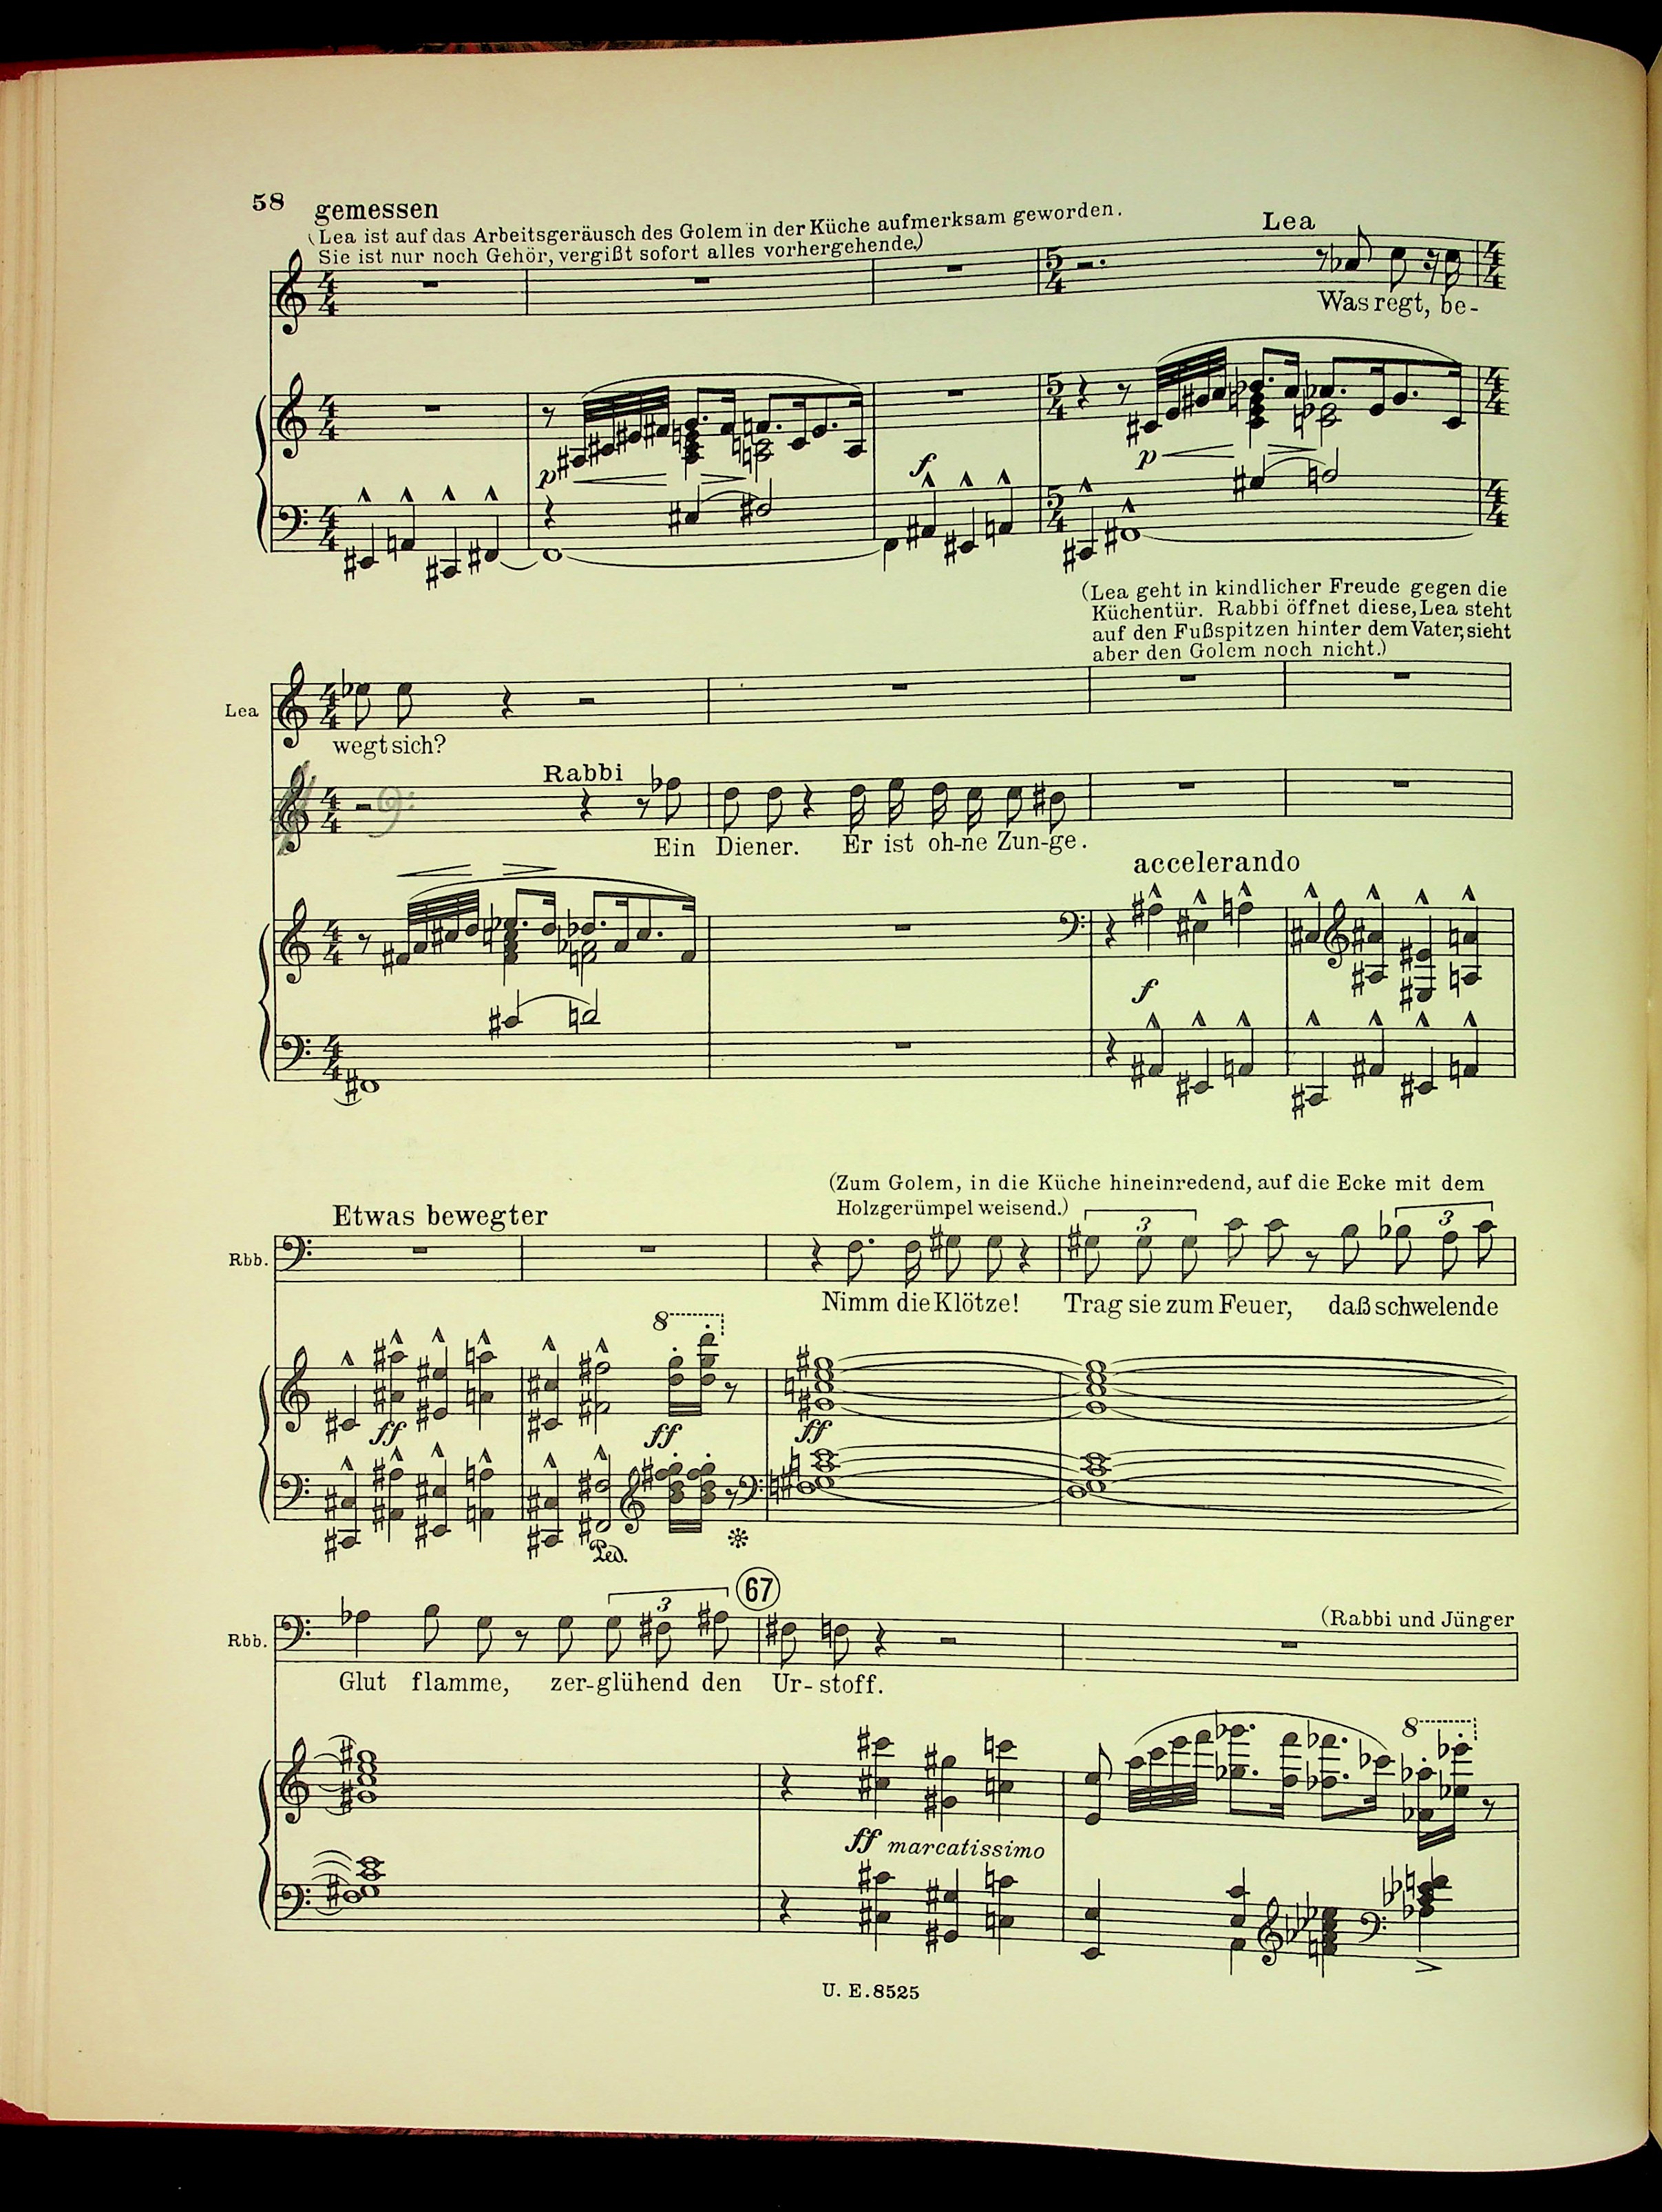 58 gemessen
(Lea ist auf das Arbeitsgeräusch des Golem in der Küche aufmerksam geworden.
Sie ist nur noch Gehör, vergißt sofort alles vorhergehende.)
Lea
Was regt, be-
p
f
p
(Lea geht in kindlicher Freude gegen die
Küchentür. Rabbi öffnet diese, Lea steht
auf den Fußspitzen hinter dem Vater, sieht
aber den Golem noch nicht.)
Lea
wegt sich?
Rabbi
Ein Diener. Er ist oh-ne Zun-ge.
accelerando
f
(Zum Golem, in die Küche hineinredend, auf die Ecke mit dem
Holzgerümpel weisend.)
Etwas bewegter
Rbb.
3 3
Nimm die Klötze! Trag sie zum Feuer, daß schwelende
8
ff ff ff
Ped.
67
Rbb.
3
(Rabbi und Jünger
Glut flamme, zer-glühend den Ur-stoff.
8
ff marcatissimo
U. E. 8525